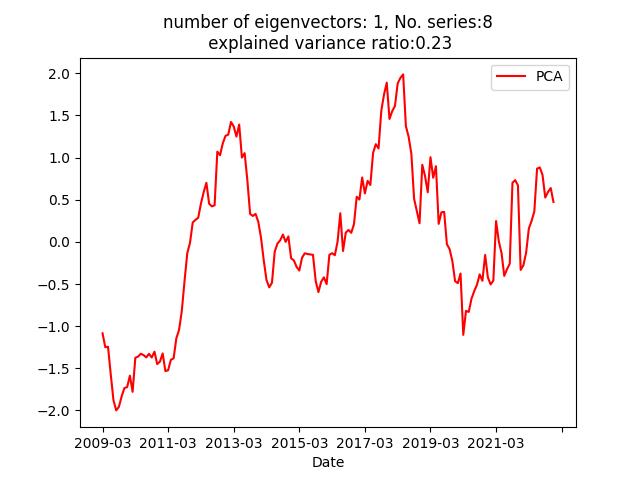 number of eigenvectors: 1, No. series:8
explained variance ratio:0.23
PCA
2.0
1.5
1.0
0.5
0.0
−0.5
−1.0
−1.5
−2.0
2009-03 2011-03 2013-03 2015-03 2017-03 2019-03 2021-03
Date